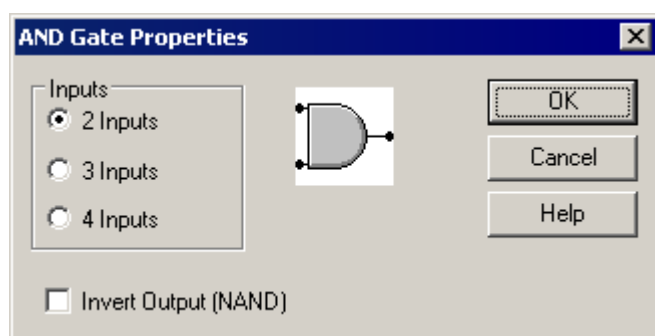 AND Gate Properties
Inputs
2 Inputs
3 Inputs
4 Inputs
OK
Cancel
Help
Invert Output (NAND)